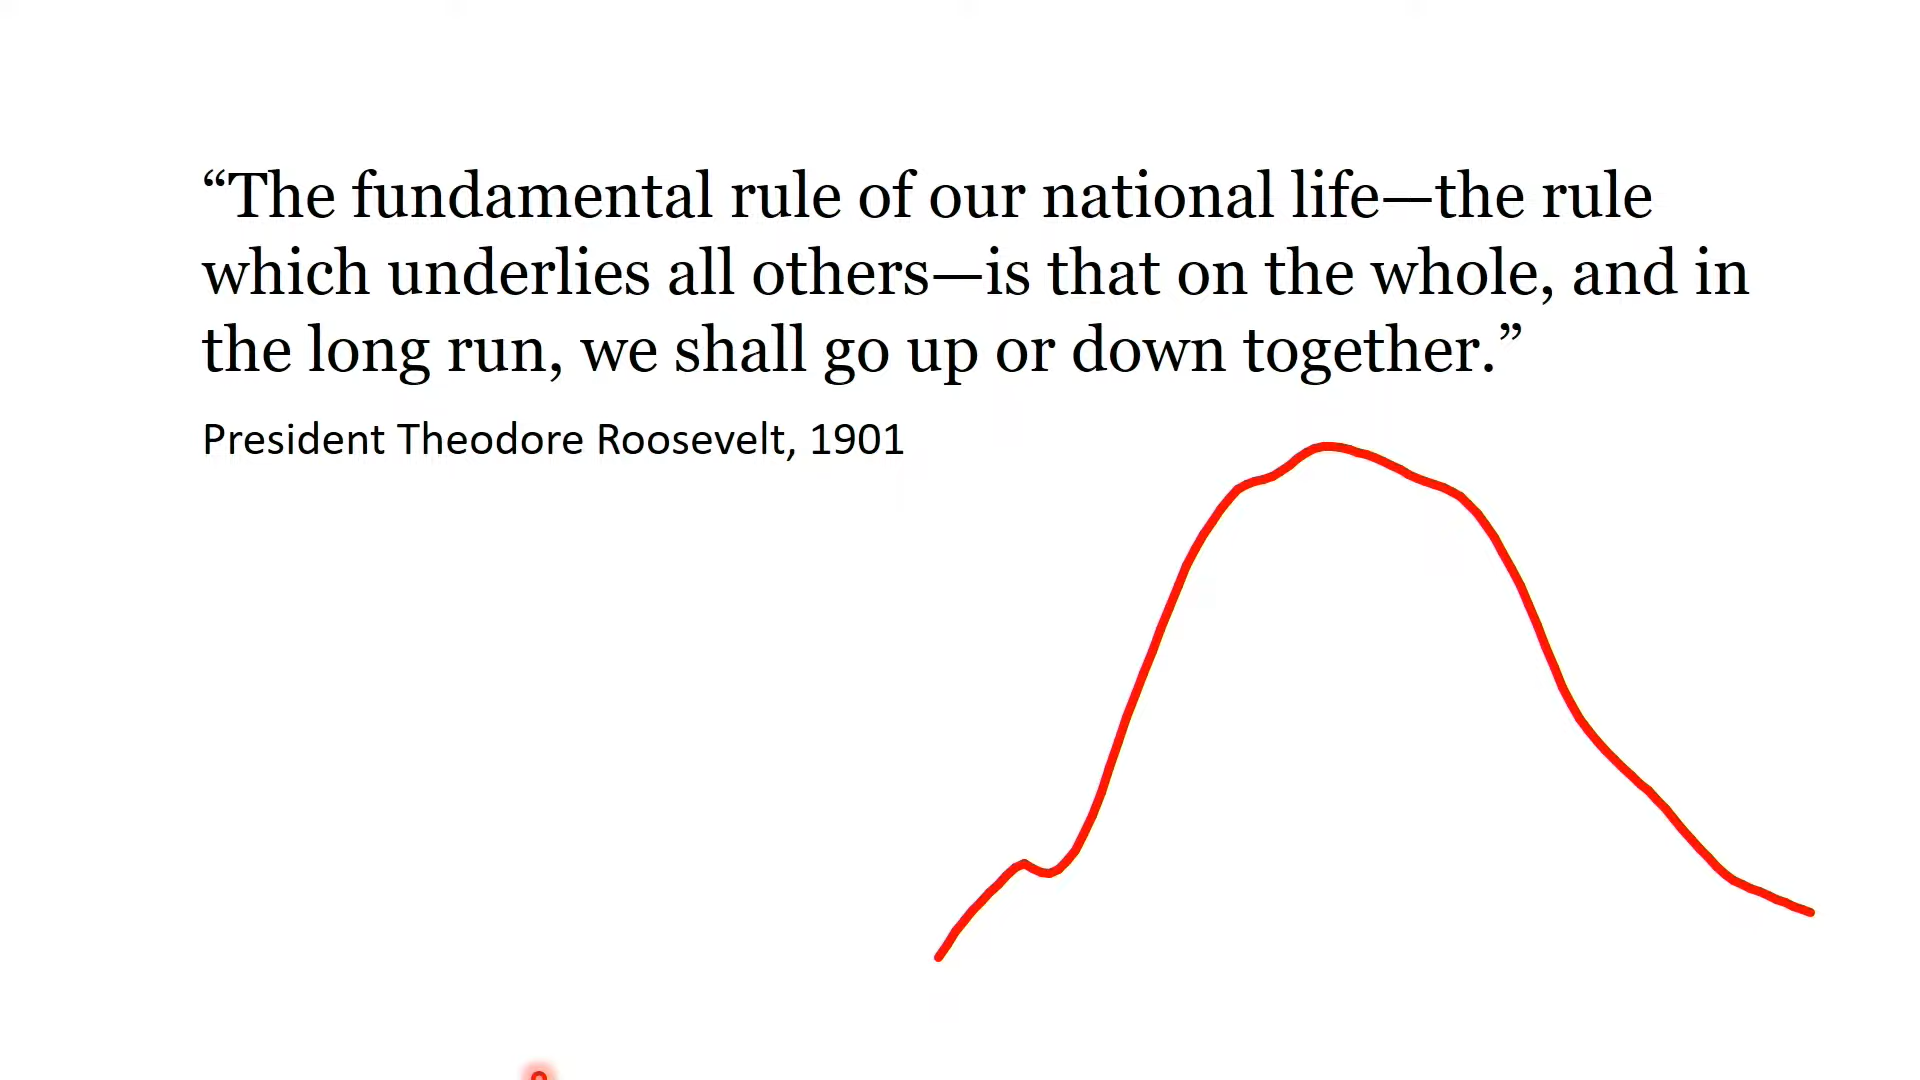 “The fundamental rule of our national life—the rule
which underlies all others—is that on the whole, and in
the long run, we shall go up or down together.”
President Theodore Roosevelt, 1901